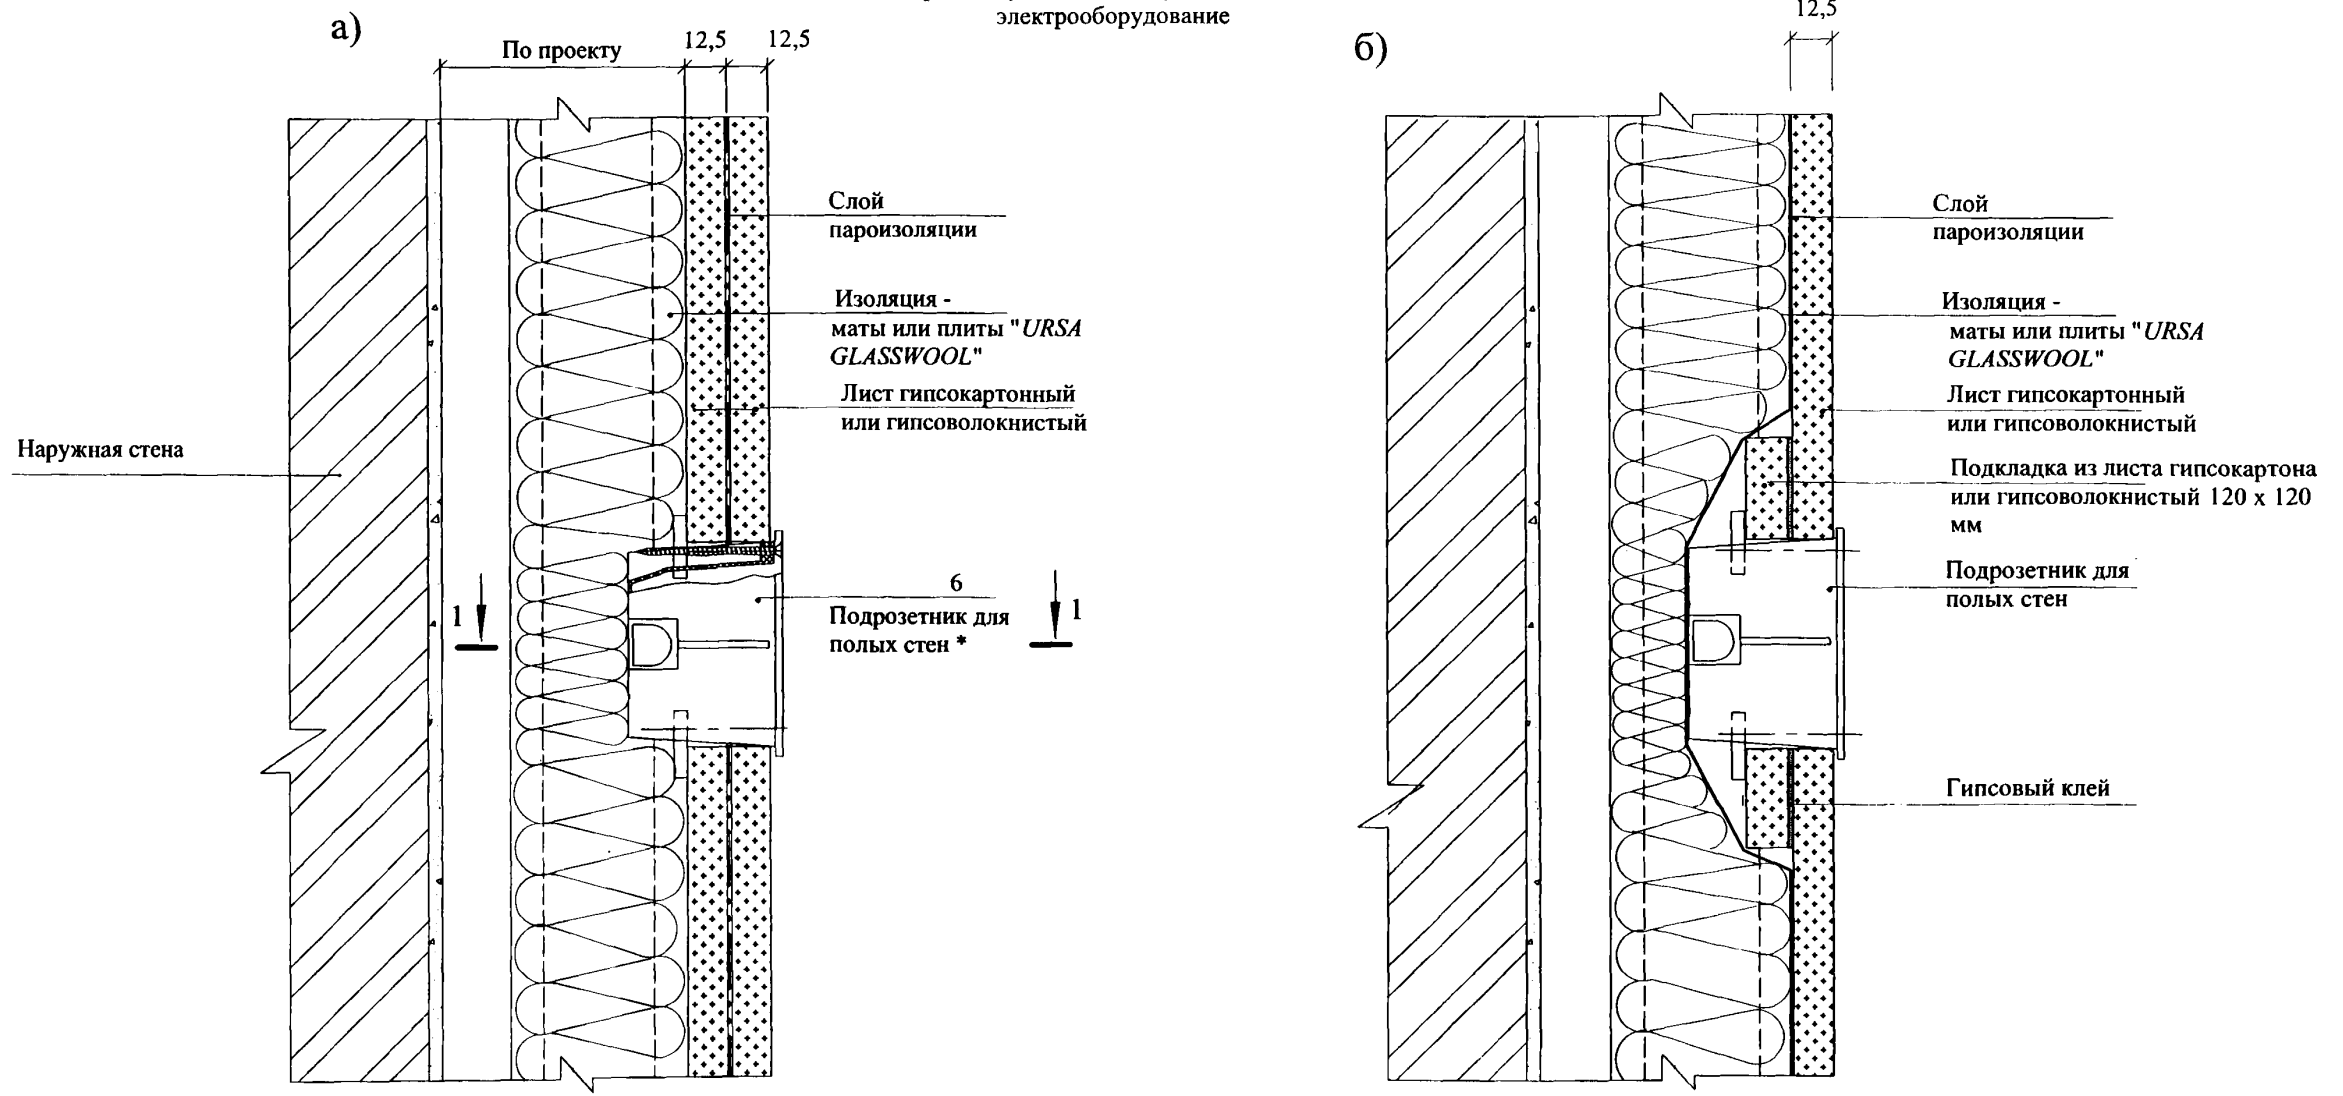 электрооборудование
а)
По проекту
12,5
12,5
Слой
пароизоляции
Изоляция -
маты или плиты "URSA
GLASSWOOL"
Лист гипсокартонный
или гипсоволокнистый
Наружная стена
6
Подрозетник для
полых стен *
1
1
б)
12,5
Слой
пароизоляции
Изоляция -
маты или плиты "URSA
GLASSWOOL"
Лист гипсокартонный
или гипсоволокнистый
Подкладка из листа гипсокартона
или гипсоволокнистый 120 х 120
мм
Подрозетник для
полых стен
Гипсовый клей